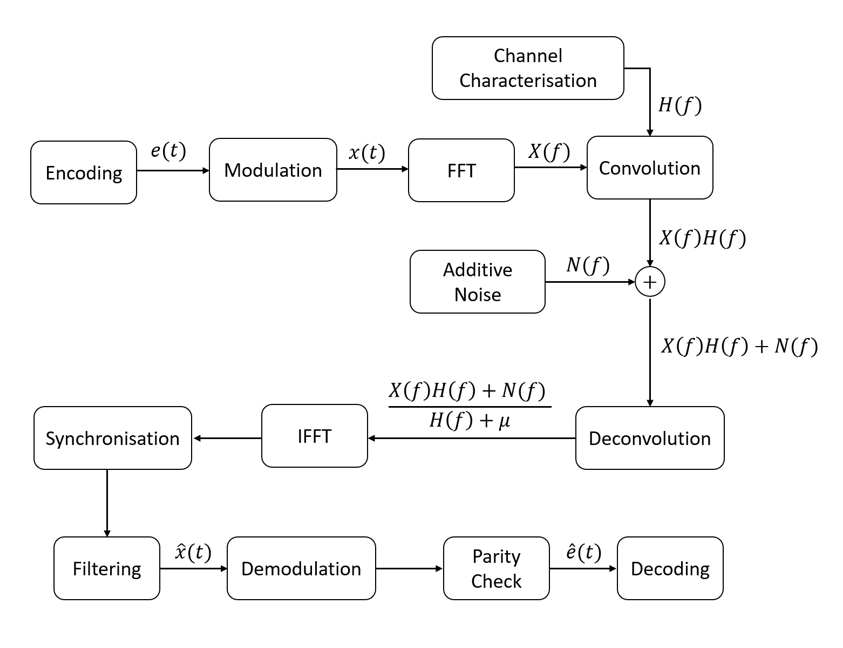 Channel
Characterisation
H(f)
Encoding
e(t)
Modulation
x(t)
FFT
X(f)
Convolution
X(f)H(f)
Additive
Noise
N(f)
+
X(f)H(f) + N(f)
Synchronisation
IFFT
X(f)H(f) + N(f)
H(f) + μ
Deconvolution
Filtering
x̂(t)
Demodulation
Parity
Check
ê(t)
Decoding